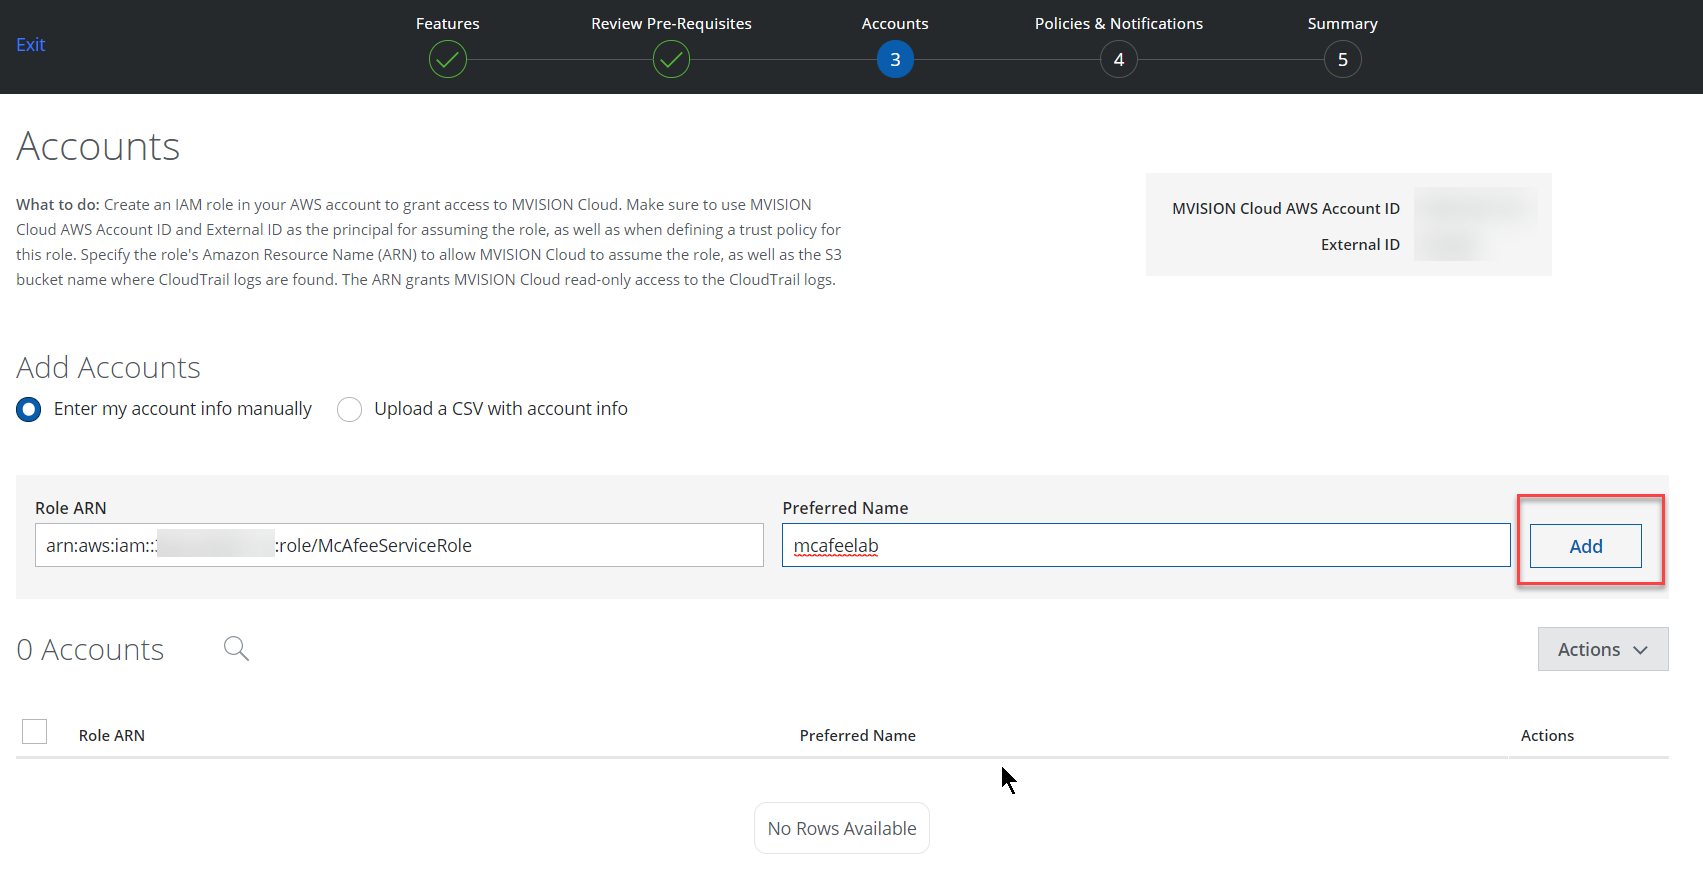 Exit
Features
Review Pre-Requisites
Accounts
Policies & Notifications
Summary
3
4
5
Accounts
What to do: Create an IAM role in your AWS account to grant access to MVISION Cloud. Make sure to use MVISION
Cloud AWS Account ID and External ID as the principal for assuming the role, as well as when defining a trust policy for
this role. Specify the role's Amazon Resource Name (ARN) to allow MVISION Cloud to assume the role, as well as the S3
bucket name where CloudTrail logs are found. The ARN grants MVISION Cloud read-only access to the CloudTrail logs.
MVISION Cloud AWS Account ID
External ID
Add Accounts
Enter my account info manually
Upload a CSV with account info
Role ARN
Preferred Name
arn:aws:iam:: :role/McAfeeServiceRole
mcafeelab
Add
0 Accounts
Actions
Role ARN
Preferred Name
Actions
No Rows Available